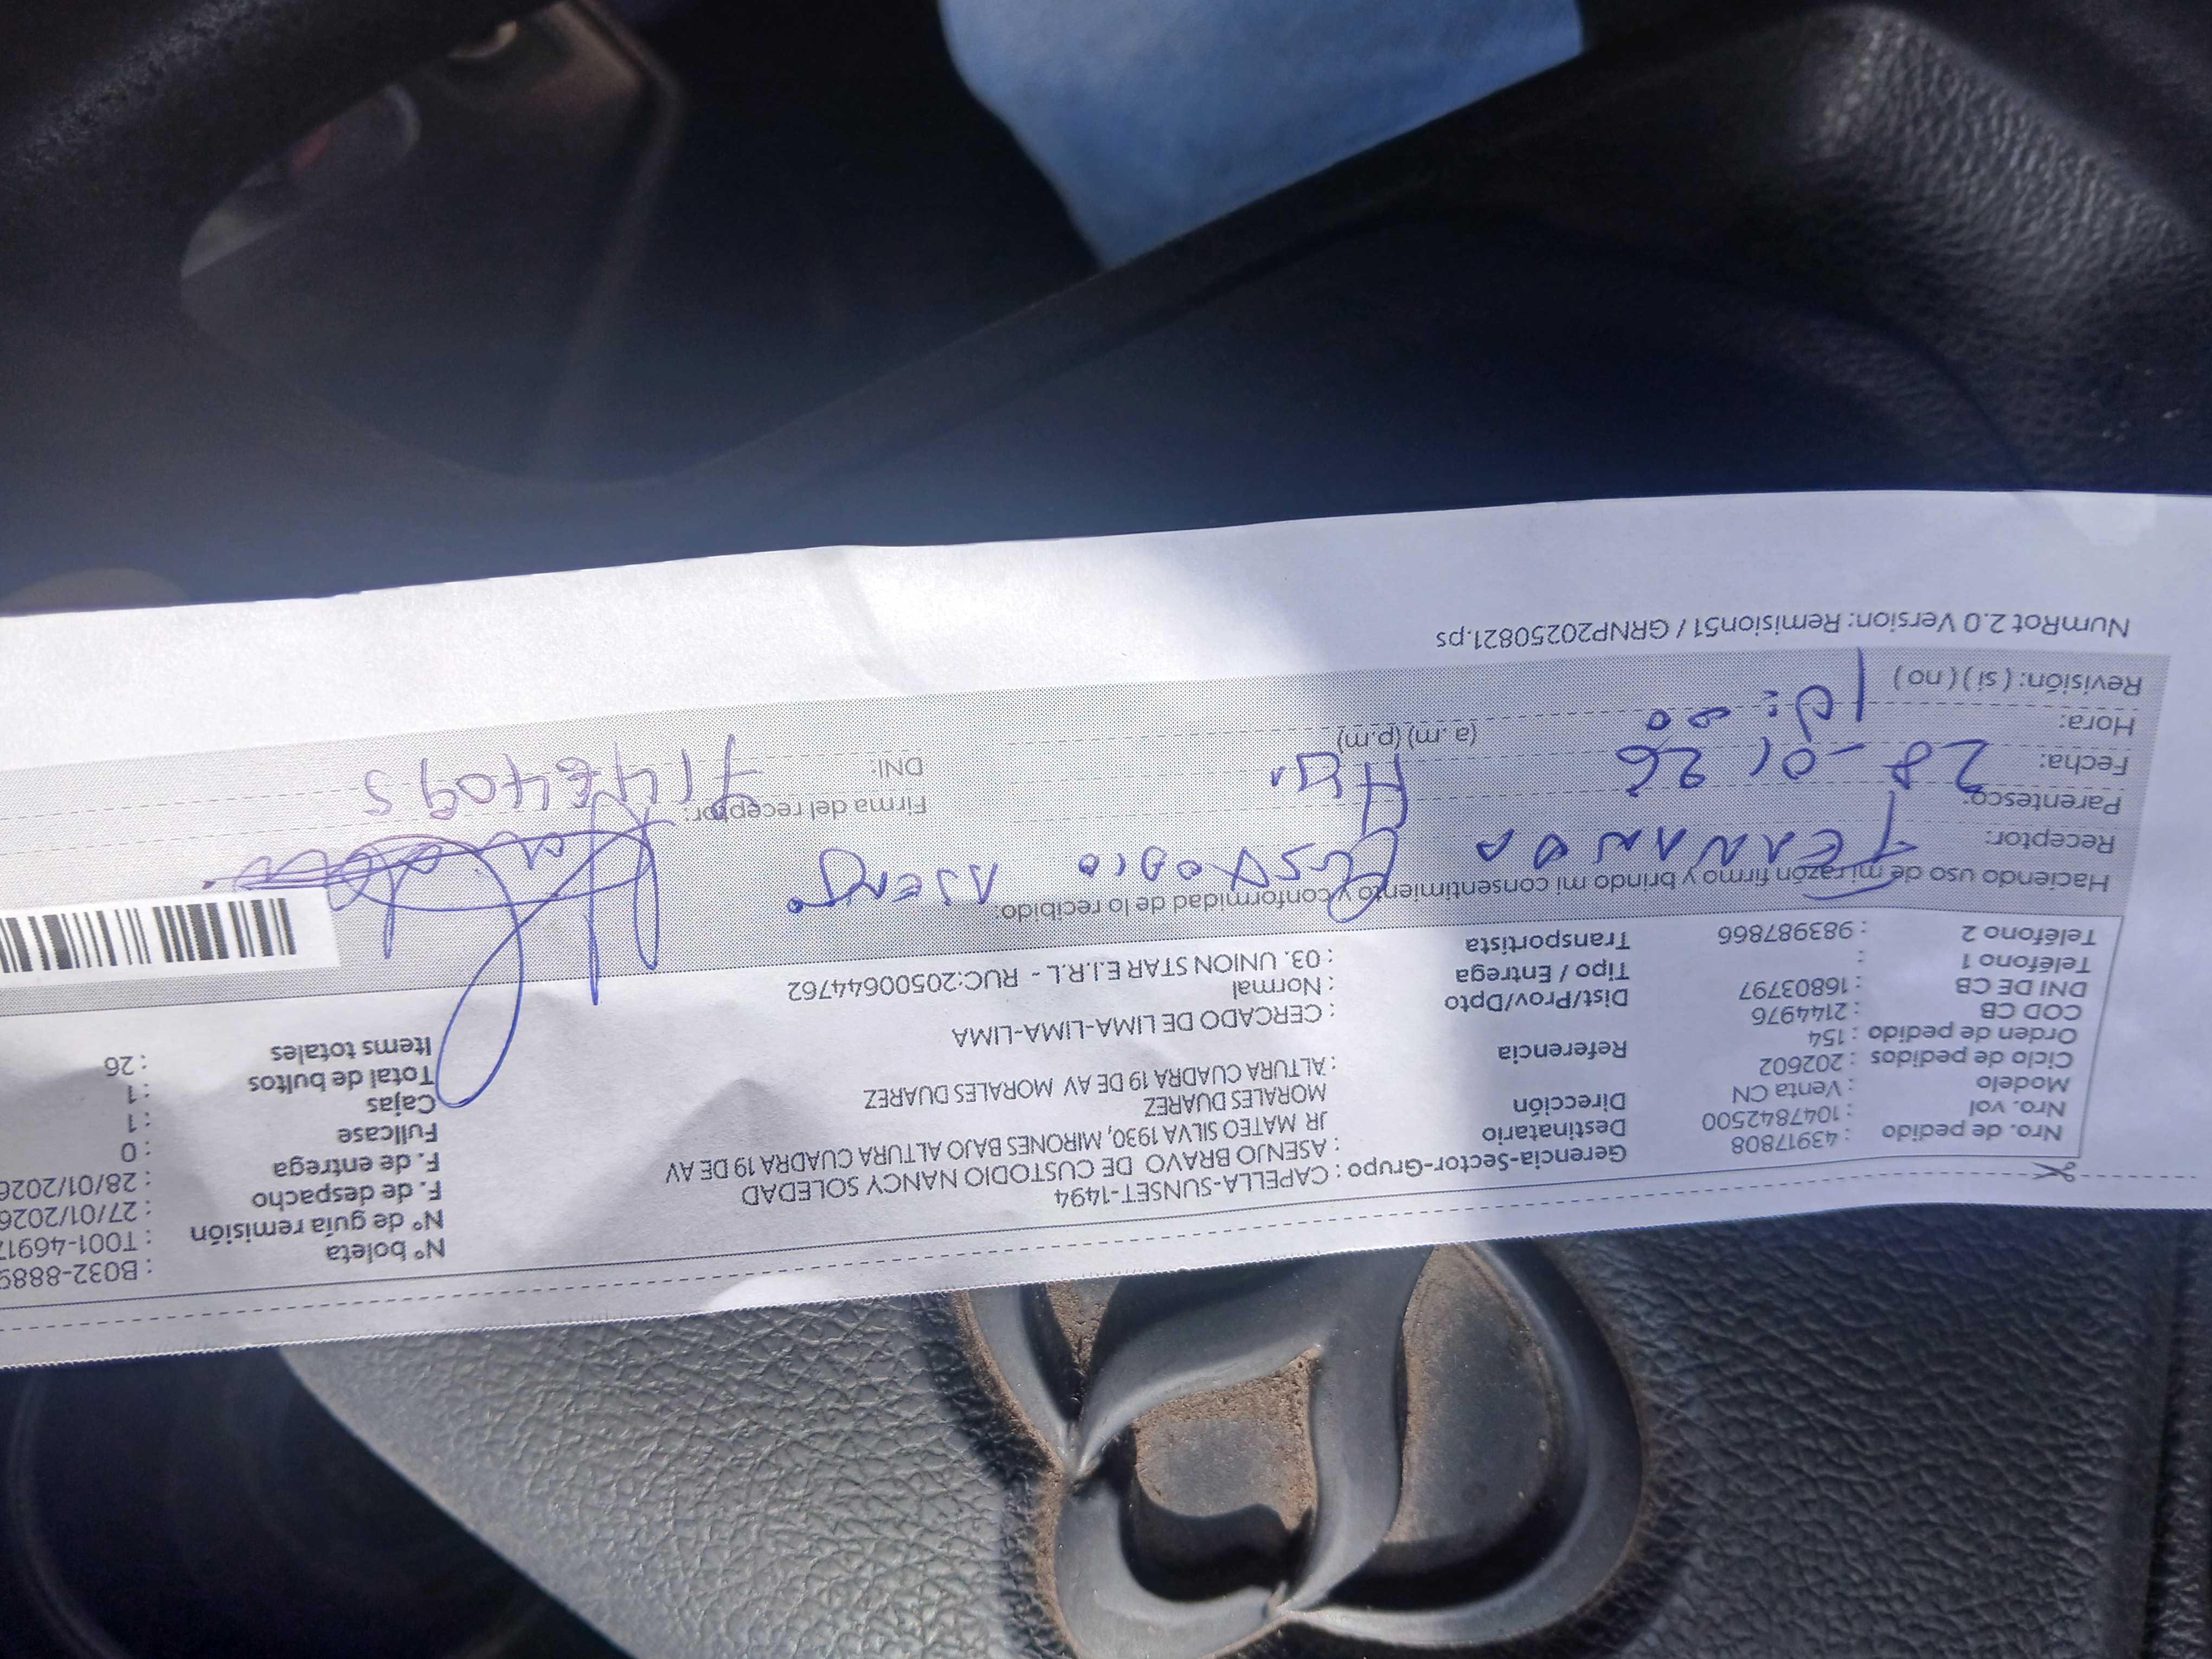 Nro. de pedido : 43917808
Nro. vol : 1047842500
Modelo : Venta CN
Ciclo de pedidos : 202602
Orden de pedido : 154
COD CB : 2144976
DNI DE CB : 16803797
Teléfono 1 :
Teléfono 2 : 983987866
Gerencia-Sector-Grupo : CAPELLA-SUNSET-1494
Destinatario : ASENJO BRAVO DE CUSTODIO NANCY SOLEDAD
Dirección JR MATEO SILVA 1930, MIRONES BAJO ALTURA CUADRA 19 DE AV
MORALES DUAREZ
Referencia : ALTURA CUADRA 19 DE AV MORALES DUAREZ
Dist/Prov/Dpto : CERCADO DE LIMA-LIMA-LIMA
Tipo / Entrega : Normal
Transportista : 03. UNION STAR E.I.R.L - RUC:20500644762
N° boleta : B032-8889
N° de guía remisión : T001-4691
F. de despacho : 27/01/2026
F. de entrega : 28/01/2026
Fullcase : 0
Cajas : 1
Total de bultos : 1
Items totales : 26
Haciendo uso de mi razón firmo y brindo mi consentimiento y conformidad de lo recibido:
Receptor: FERNANDA CUSTODIO ASENJO
Parentesco: Firma del receptor:
Fecha: 28-01 26 DNI:
Hora: 10:00 (a. m) (p.m)
Revisión: ( si ) ( no )
NumRot 2.0 Version: Remision51 / GRNP20250821.ps